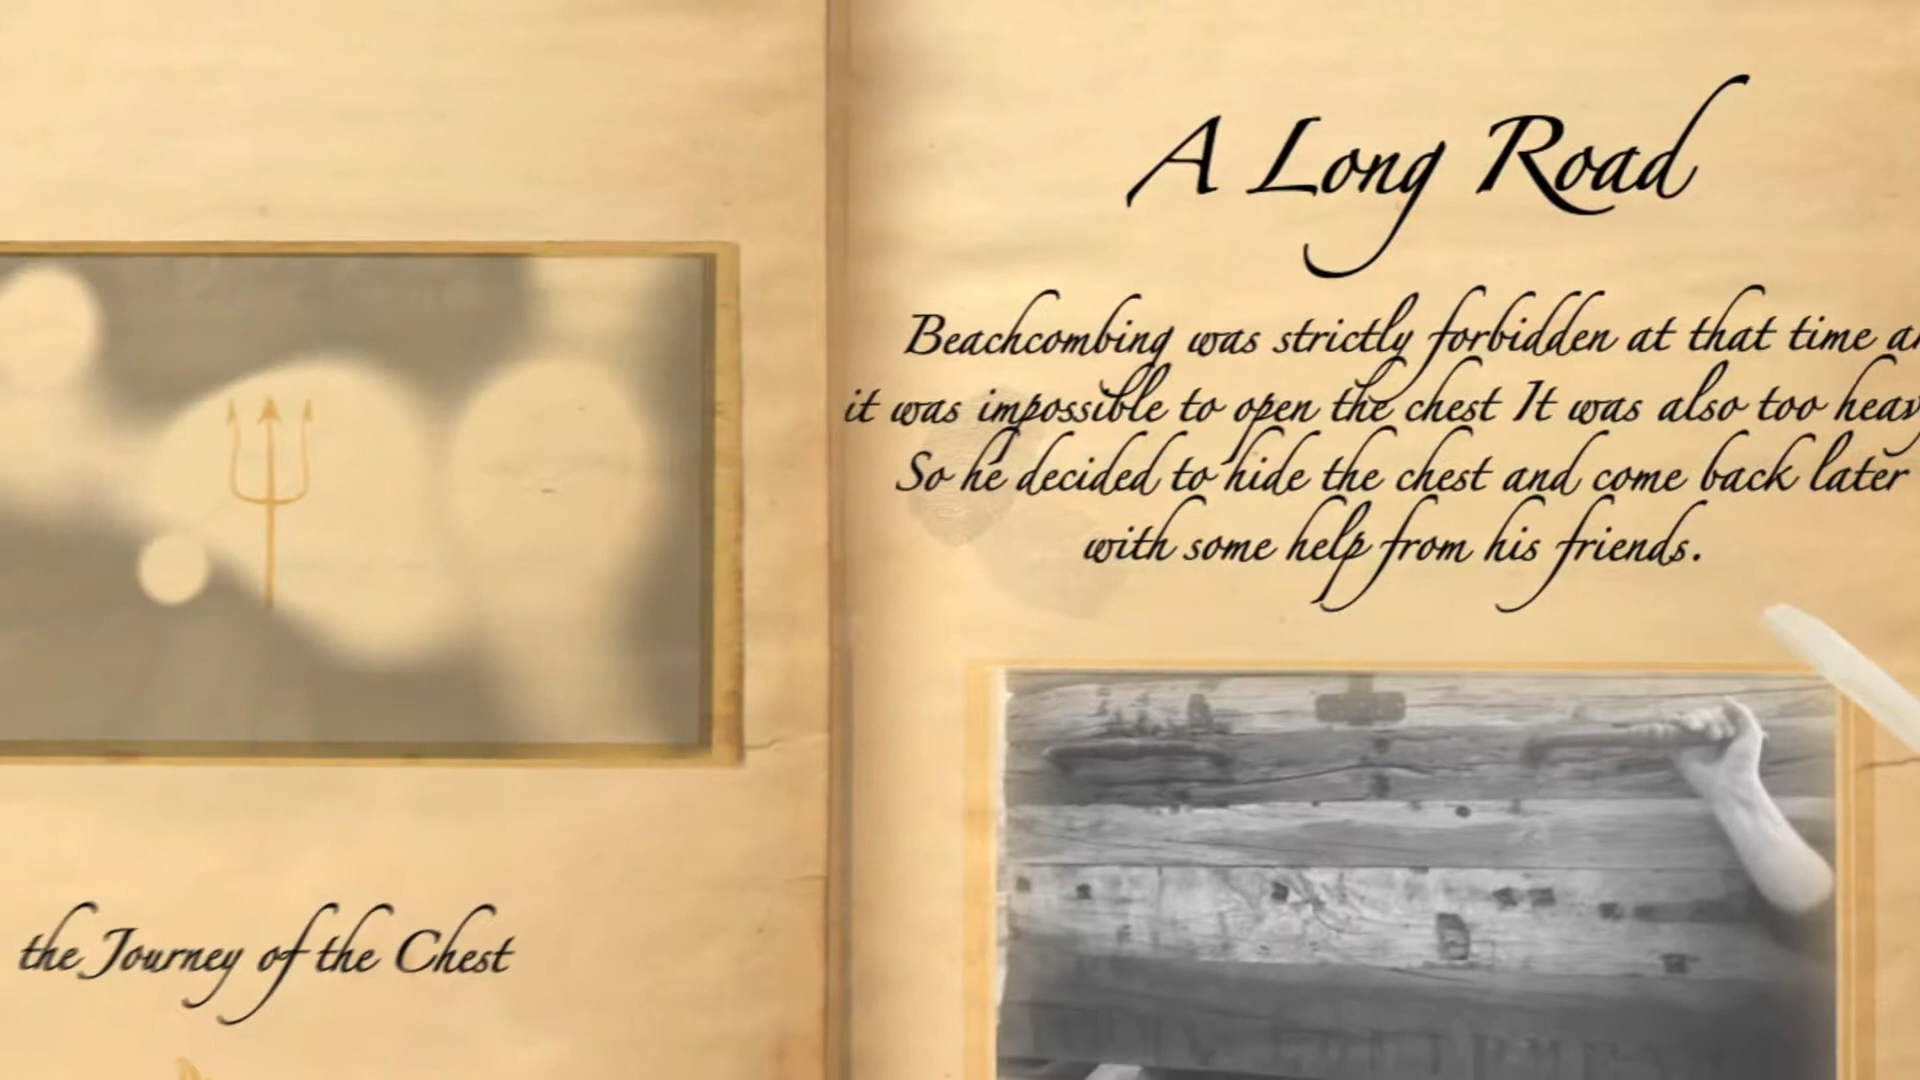 the Journey of the Chest
A Long Road
Beachcombing was strictly forbidden at that time
it was impossible to open the chest It was also too
So he decided to hide the chest and come back later
with some help from his friends.